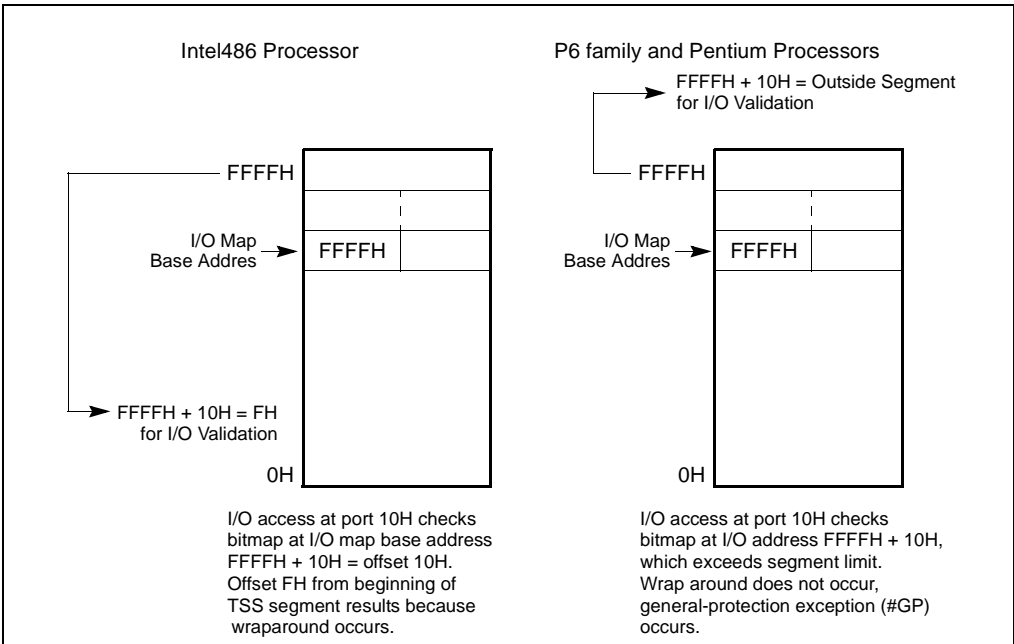 Intel486 Processor
FFFFH
I/O Map
Base Addres
FFFFH
FFFFH + 10H = FH
for I/O Validation
0H
I/O access at port 10H checks
bitmap at I/O map base address
FFFFH + 10H = offset 10H.
Offset FH from beginning of
TSS segment results because
wraparound occurs.
P6 family and Pentium Processors
FFFFH + 10H = Outside Segment
for I/O Validation
FFFFH
I/O Map
Base Addres
FFFFH
0H
I/O access at port 10H checks
bitmap at I/O address FFFFH + 10H,
which exceeds segment limit.
Wrap around does not occur,
general-protection exception (#GP)
occurs.